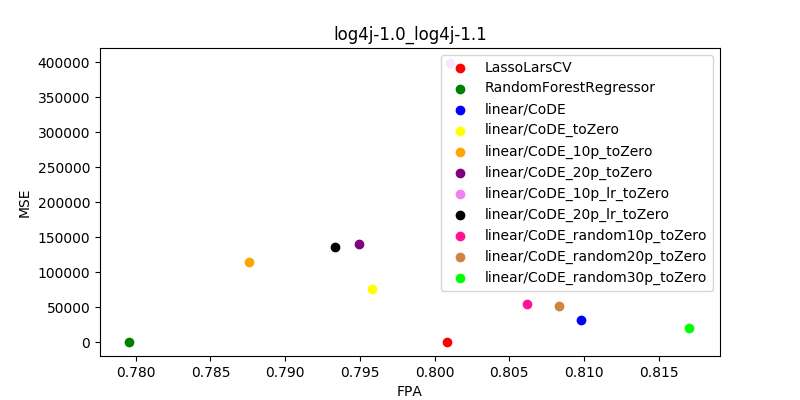 log4j-1.0_log4j-1.1
MSE
400000
350000
300000
250000
200000
150000
100000
50000
0
LassoLarsCV
RandomForestRegressor
linear/CoDE
linear/CoDE_toZero
linear/CoDE_10p_toZero
linear/CoDE_20p_toZero
linear/CoDE_10p_lr_toZero
linear/CoDE_20p_lr_toZero
linear/CoDE_random10p_toZero
linear/CoDE_random20p_toZero
linear/CoDE_random30p_toZero
0.780 0.785 0.790 0.795 0.800 0.805 0.810 0.815
FPA